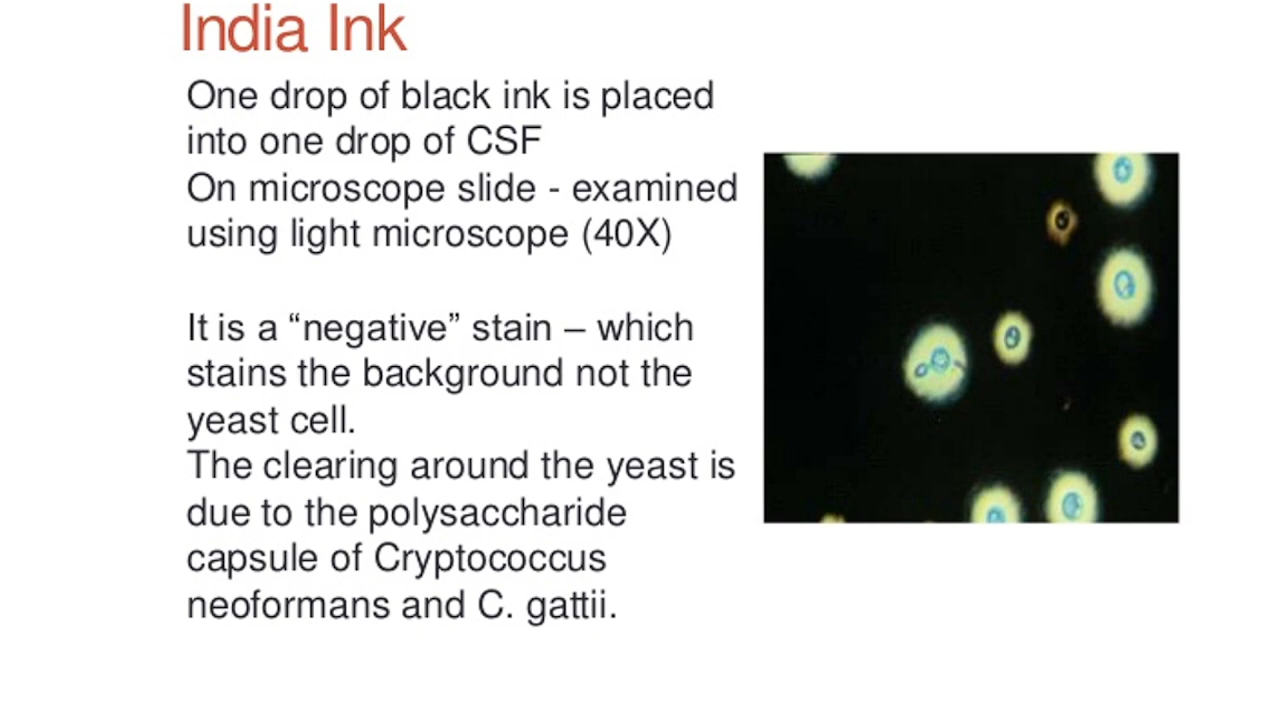 India Ink
One drop of black ink is placed
into one drop of CSF
On microscope slide - examined
using light microscope (40X)
It is a “negative” stain – which
stains the background not the
yeast cell.
The clearing around the yeast is
due to the polysaccharide
capsule of Cryptococcus
neoformans and C. gattii.